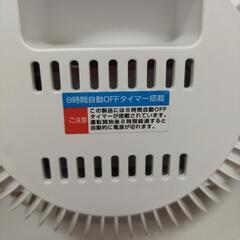 8時間自動OFFタイマー搭載
ご注意
この製品には8時間自動OFF
タイマーが搭載されています。
運転開始後8時間経過すると
自動的に電源が切れます。